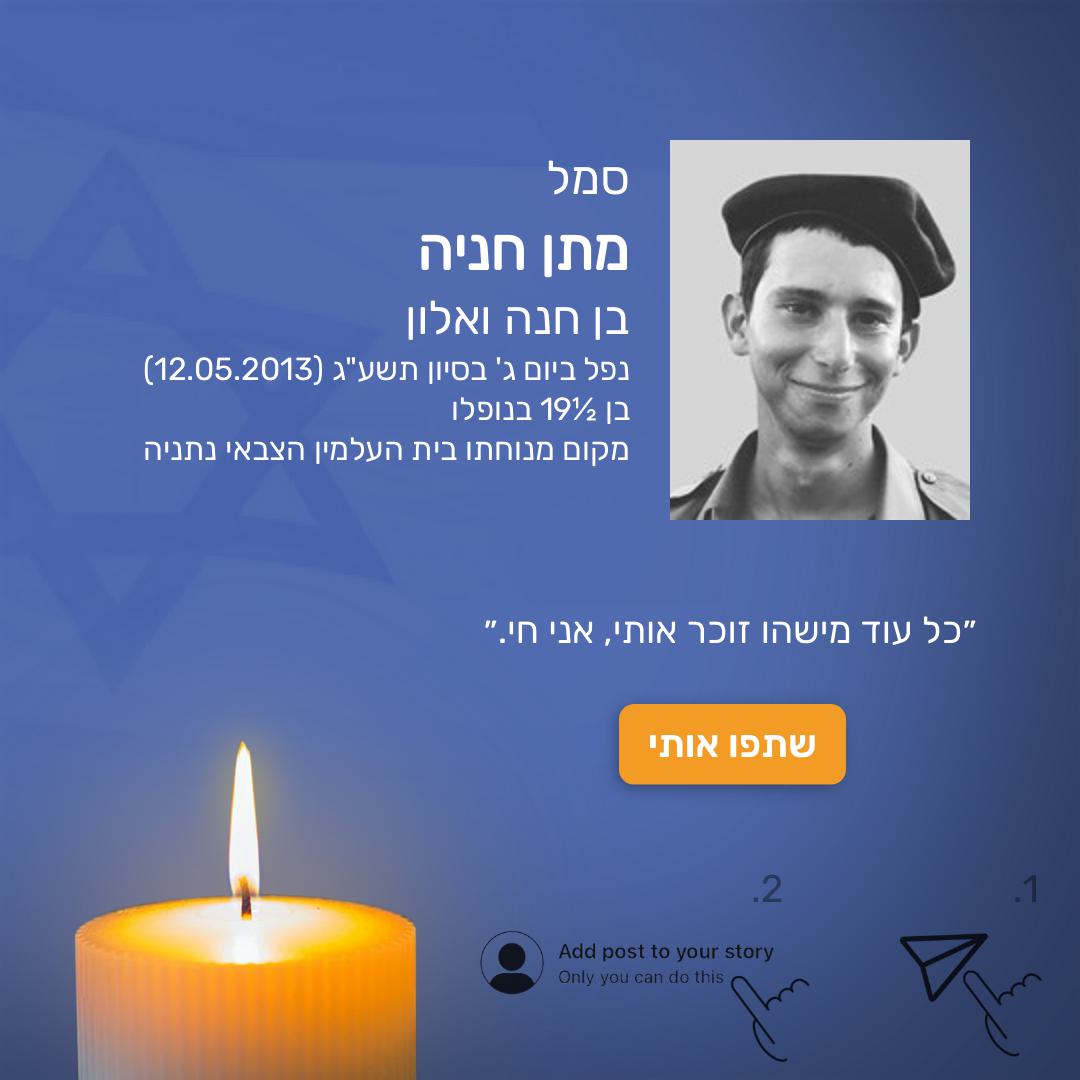 סמל
מתן חניה
בן חנה ואלון
נפל ביום ג' בסיון תשע"ג (12.05.2013)
בן 19½ בנופלו
מקום מנוחתו בית העלמין הצבאי נתניה
״כל עוד מישהו זוכר אותי, אני חי.״
שתפו אותי
1.
2.
Add post to your story
Only you can do this